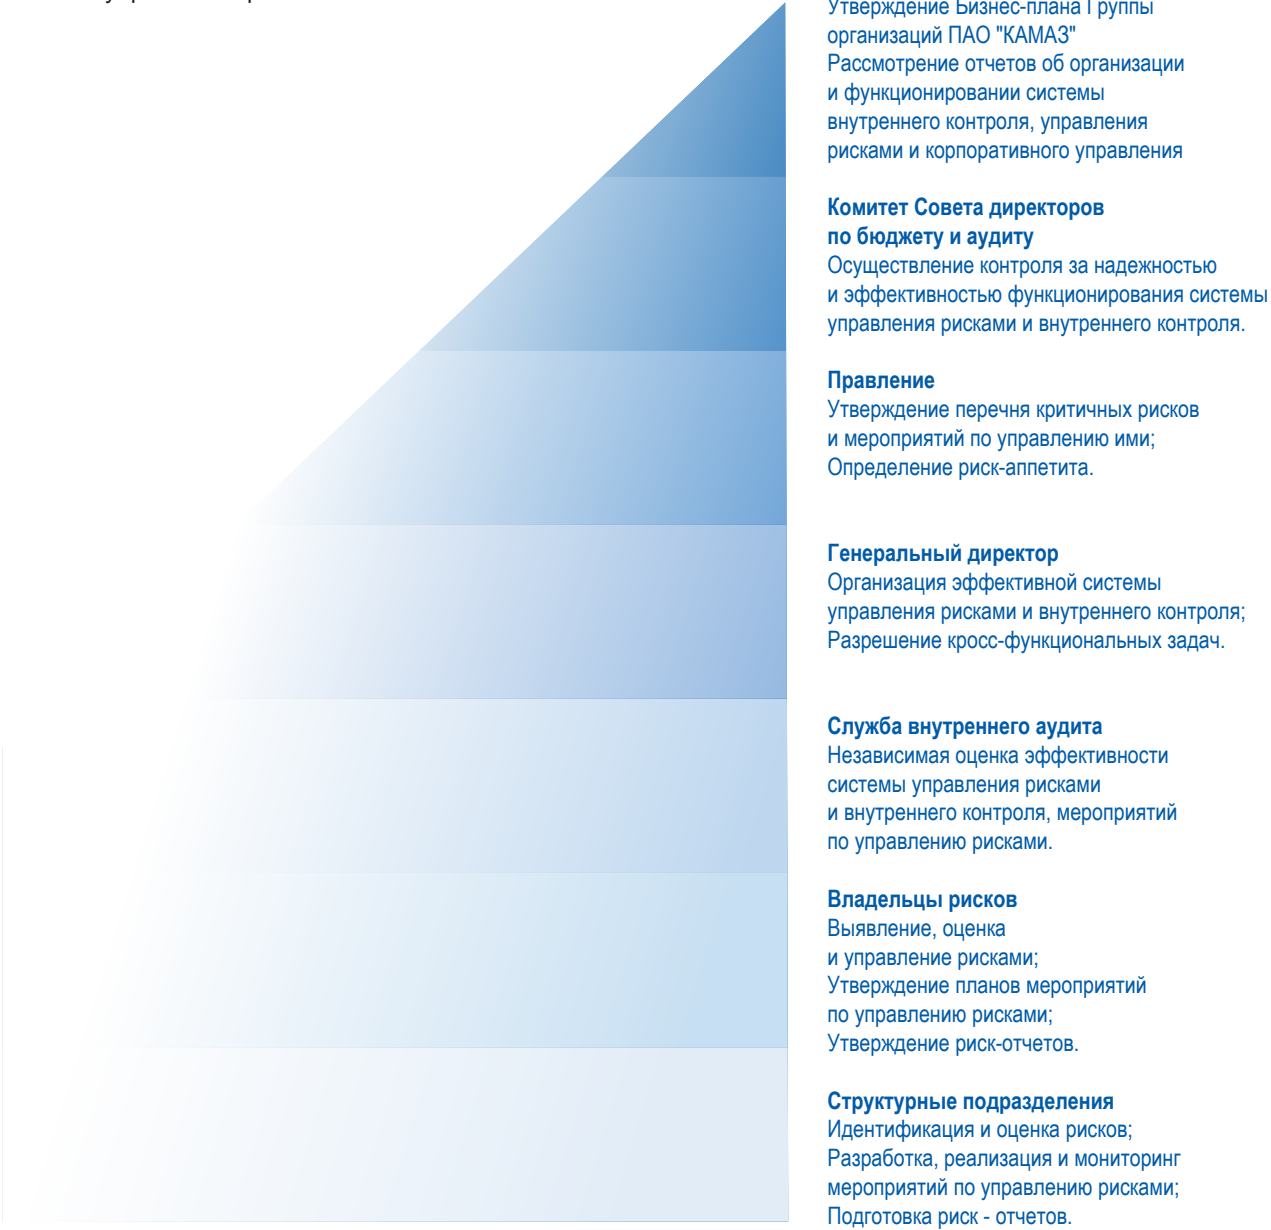 Утверждение Бизнес-плана Группы
организаций ПАО "КАМАЗ"
Рассмотрение отчетов об организации
и функционировании системы
внутреннего контроля, управления
рисками и корпоративного управления
Комитет Совета директоров
по бюджету и аудиту
Осуществление контроля за надежностью
и эффективностью функционирования системы
управления рисками и внутреннего контроля.
Правление
Утверждение перечня критичных рисков
и мероприятий по управлению ими;
Определение риск-аппетита.
Генеральный директор
Организация эффективной системы
управления рисками и внутреннего контроля;
Разрешение кросс-функциональных задач.
Служба внутреннего аудита
Независимая оценка эффективности
системы управления рисками
и внутреннего контроля, мероприятий
по управлению рисками.
Владельцы рисков
Выявление, оценка
и управление рисками;
Утверждение планов мероприятий
по управлению рисками;
Утверждение риск-отчетов.
Структурные подразделения
Идентификация и оценка рисков;
Разработка, реализация и мониторинг
мероприятий по управлению рисками;
Подготовка риск - отчетов.